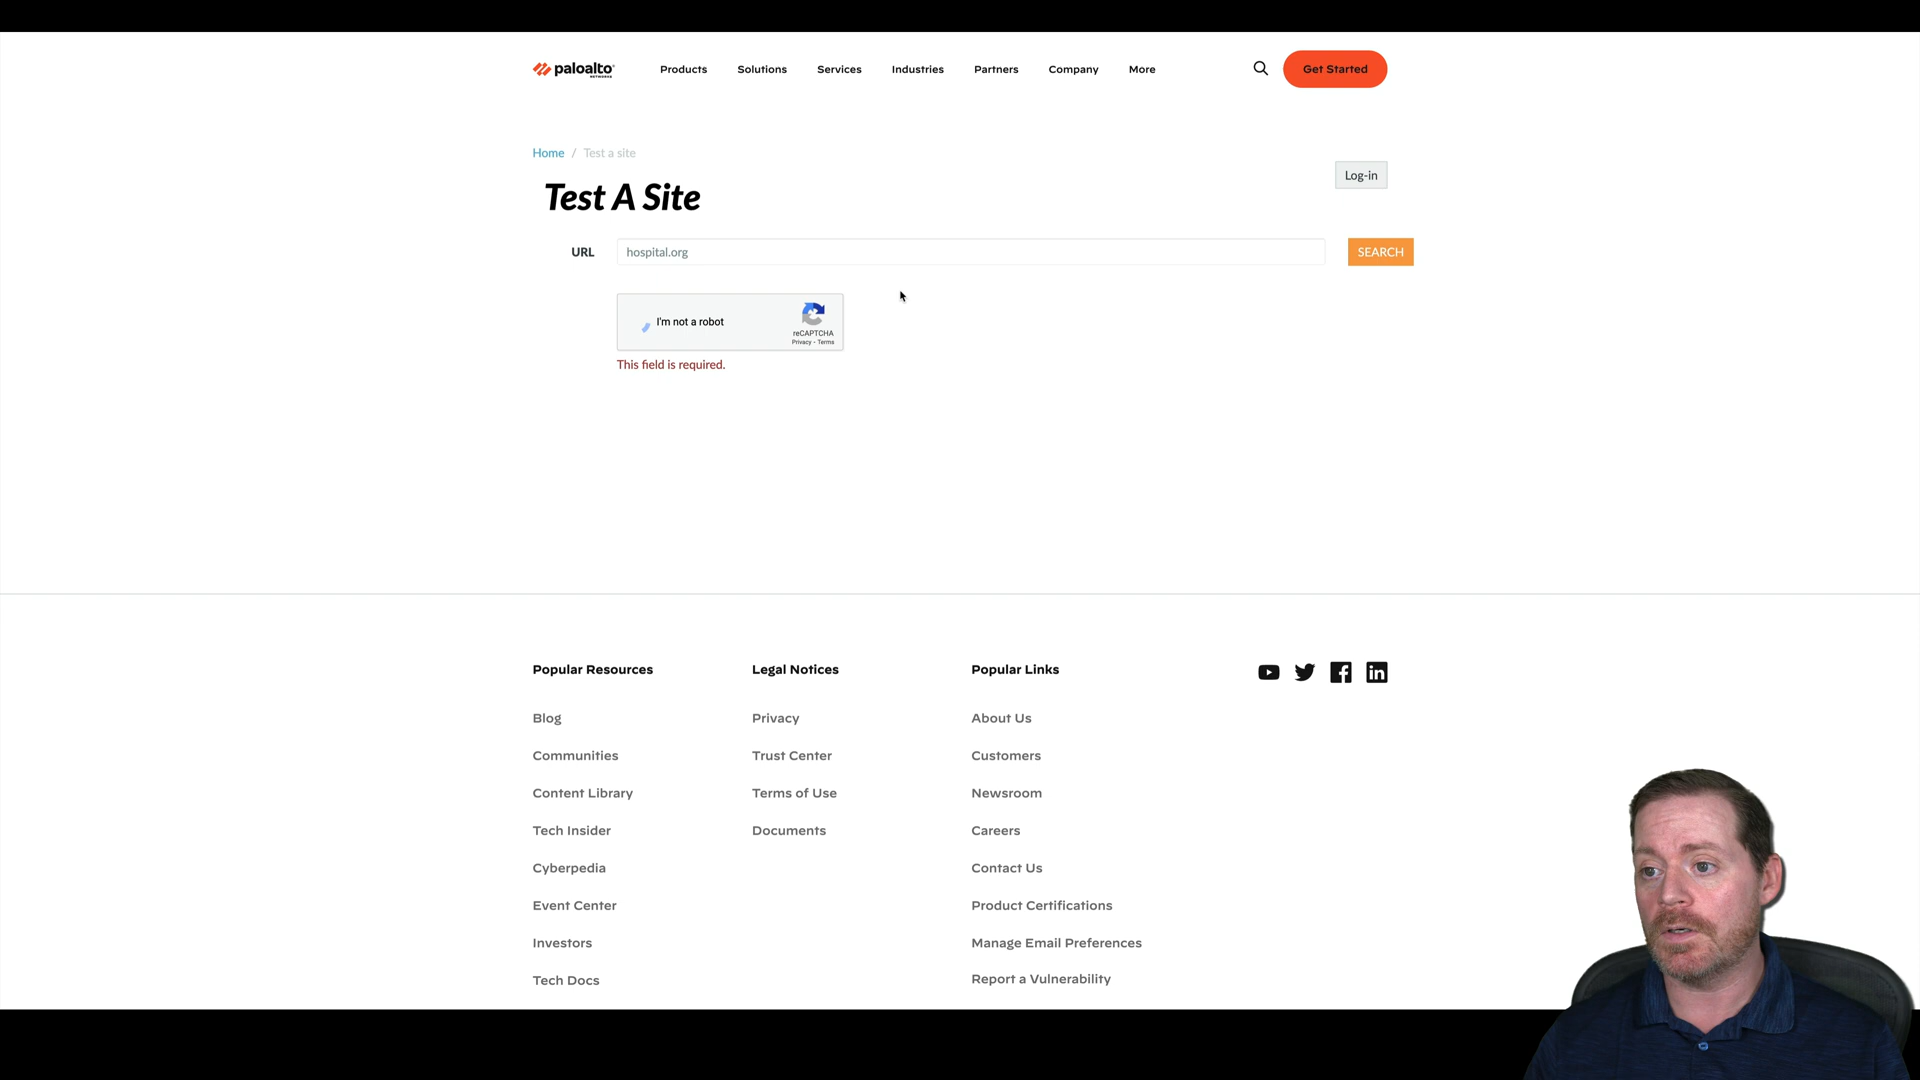 paloalto
NETWORKS
Products
Solutions
Services
Industries
Partners
Company
More
Get Started
Home / Test a site
Log-in
Test A Site
URL
hospital.org
SEARCH
I'm not a robot
reCAPTCHA
Privacy - Terms
This field is required.
Popular Resources
Blog
Communities
Content Library
Tech Insider
Cyberpedia
Event Center
Investors
Tech Docs
Legal Notices
Privacy
Trust Center
Terms of Use
Documents
Popular Links
About Us
Customers
Newsroom
Careers
Contact Us
Product Certifications
Manage Email Preferences
Report a Vulnerability